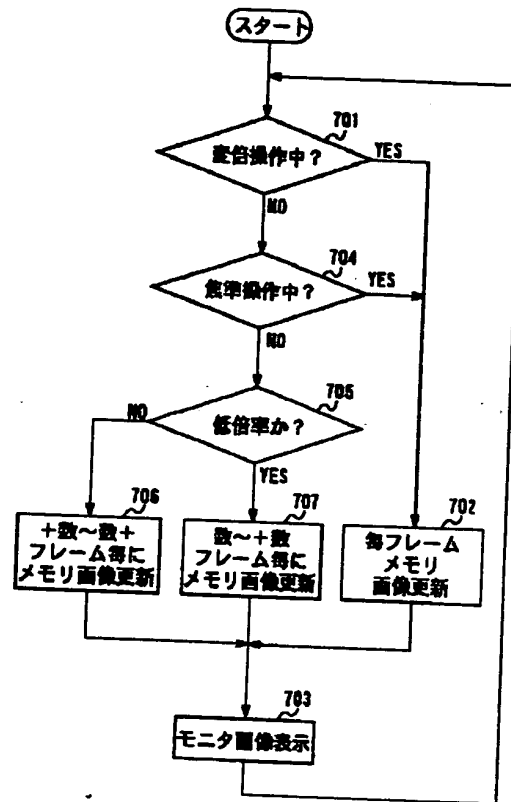 スタート
701
変倍操作中?
YES
NO
704
焦準操作中?
YES
NO
705
低倍率か?
NO
YES
706
+数~数+
フレーム毎に
メモリ画像更新
707
数~+数
フレーム毎に
メモリ画像更新
702
毎フレーム
メモリ
画像更新
703
モニタ画像表示